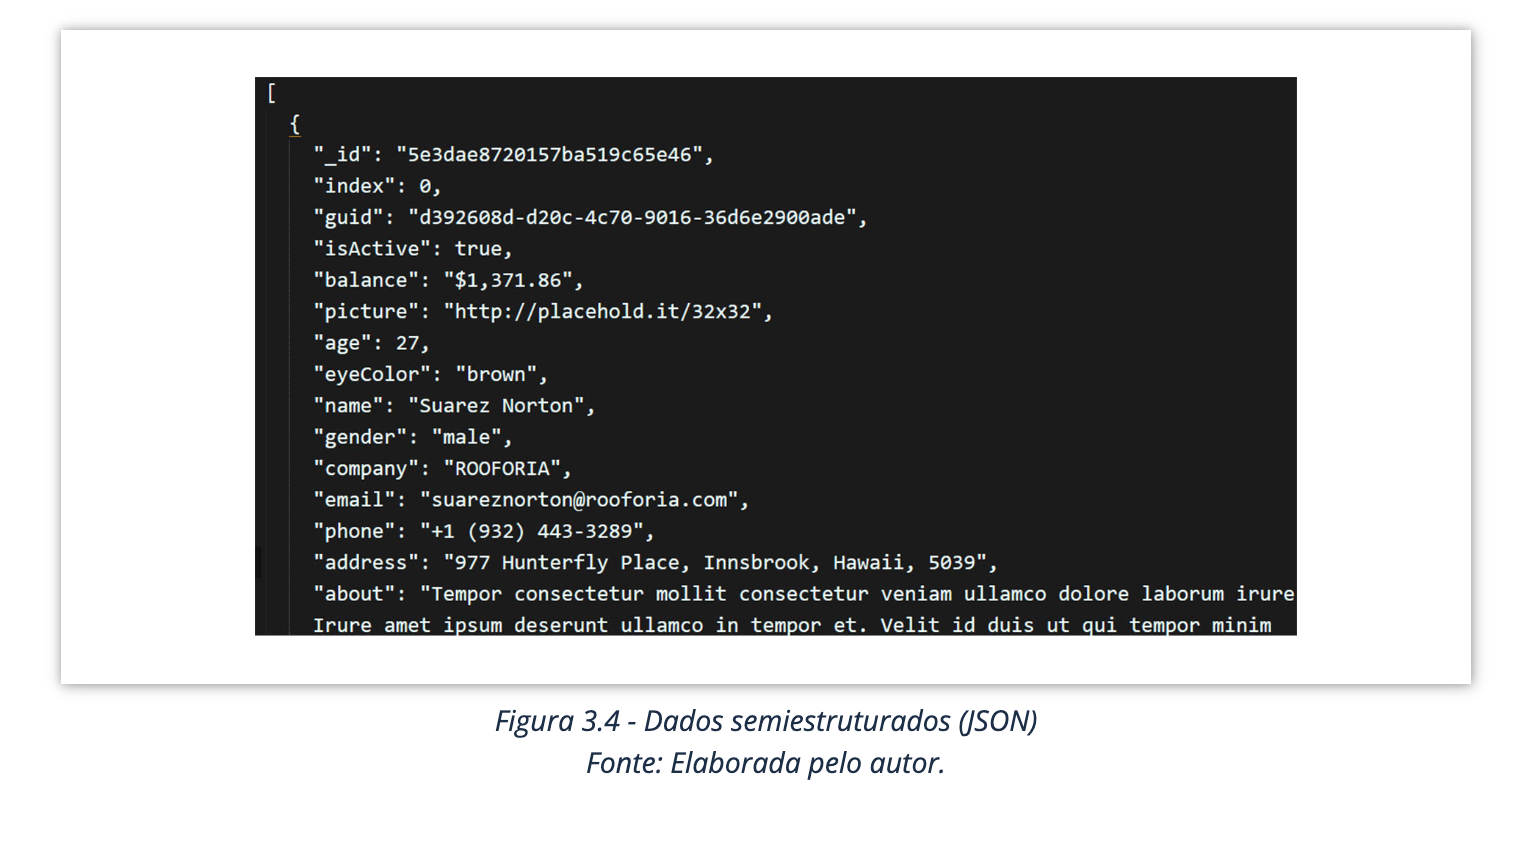 [
{
"_id": "5e3dae8720157ba519c65e46",
"index": 0,
"guid": "d392608d-d20c-4c70-9016-36d6e2900ade",
"isActive": true,
"balance": "$1,371.86",
"picture": "http://placehold.it/32x32",
"age": 27,
"eyeColor": "brown",
"name": "Suarez Norton",
"gender": "male",
"company": "ROOFORIA",
"email": "suareznorton@rooforia.com",
"phone": "+1 (932) 443-3289",
"address": "977 Hunterfly Place, Innsbrook, Hawaii, 5039",
"about": "Tempor consectetur mollit consectetur veniam ullamco dolore laborum irure
Irure amet ipsum deserunt ullamco in tempor et. Velit id duis ut qui tempor minim
Figura 3.4 - Dados semiestruturados (JSON)
Fonte: Elaborada pelo autor.